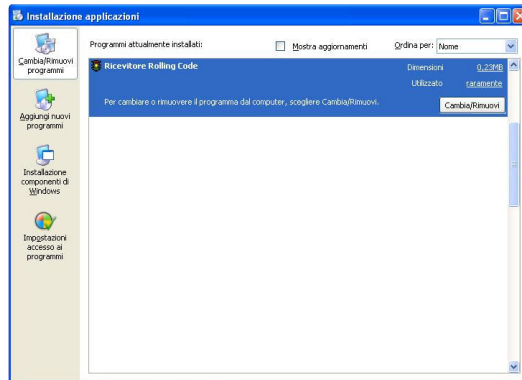 Installazione applicazioni
Cambia/Rimuovi programmi
Programmi attualmente installati:
Mostra aggiornamenti
Ordina per: Nome
Ricevitore Rolling Code
Dimensioni 0,23MB
Utilizzato raramente
Per cambiare o rimuovere il programma dal computer, scegliere Cambia/Rimuovi.
Cambia/Rimuovi
Aggiungi nuovi programmi
Installazione componenti di Windows
Impostazioni accesso ai programmi